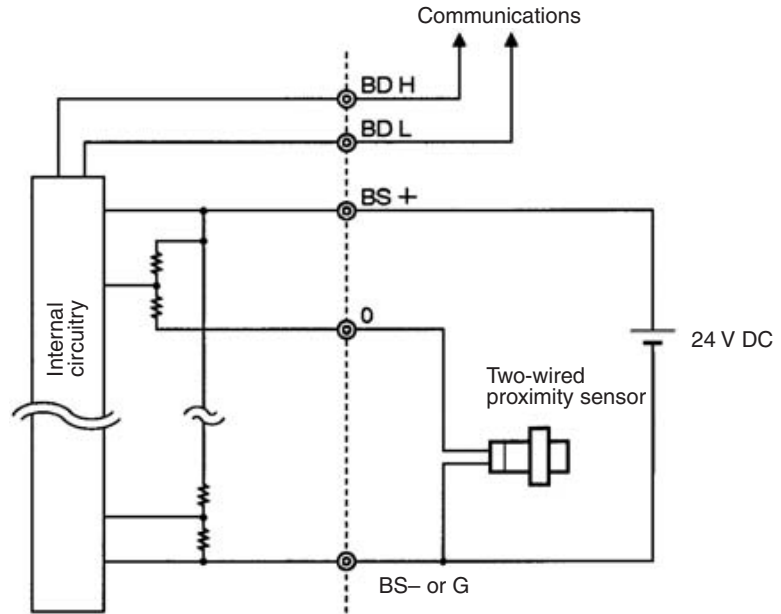 Communications
BD H
BD L
BS +
0
Internal
circuitry
24 V DC
Two-wired
proximity sensor
BS– or G